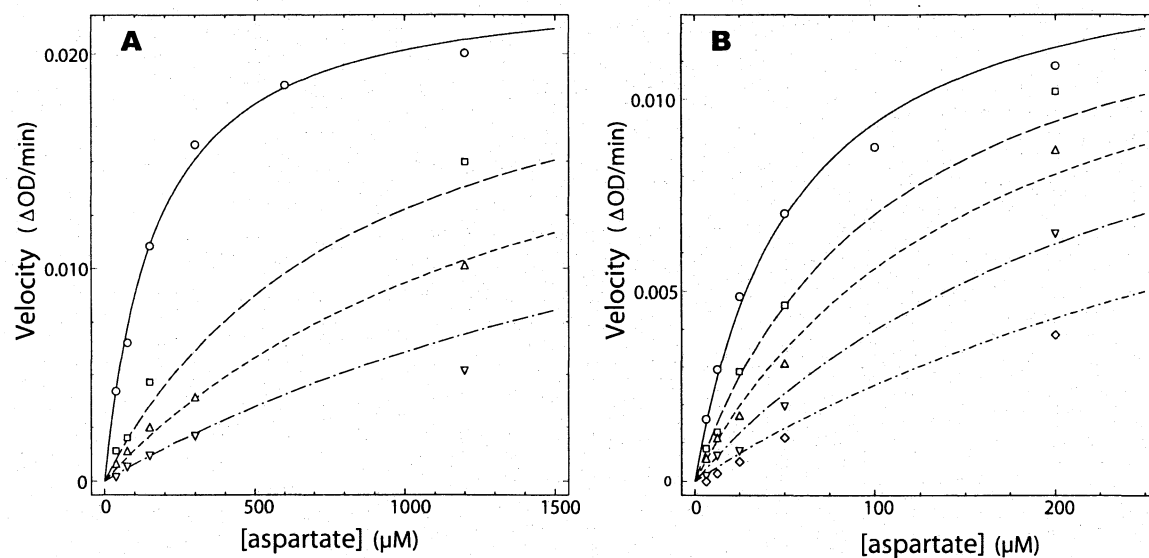 A
0.020
0.010
0
Velocity (ΔOD/min)
0 500 1000 1500
[aspartate] (µM)
B
0.010
0.005
0
Velocity (ΔOD/min)
0 100 200
[aspartate] (µM)